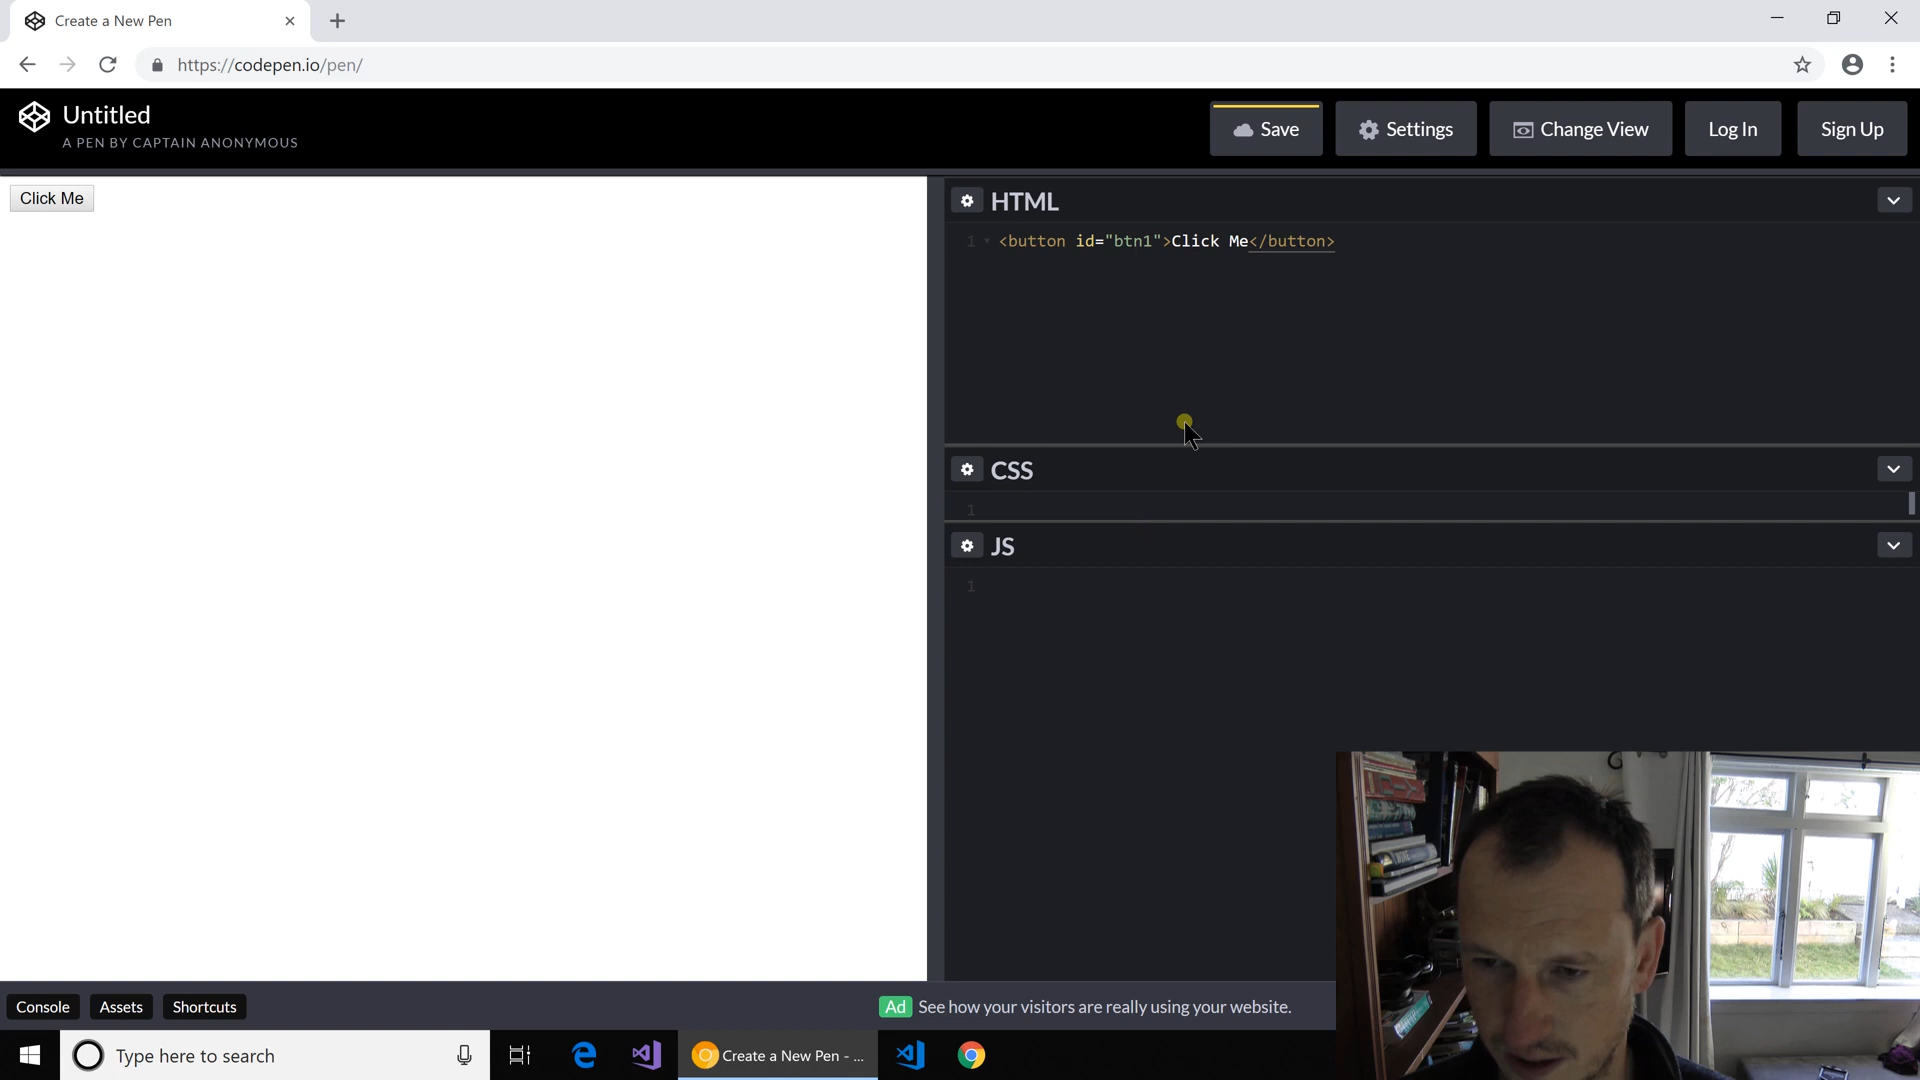 Create a New Pen
https://codepen.io/pen/
Untitled
A PEN BY CAPTAIN ANONYMOUS
Save
Settings
Change View
Log In
Sign Up
Click Me
HTML
1
<button id="btn1">Click Me</button>
CSS
1
JS
1
Console
Assets
Shortcuts
Ad
See how your visitors are really using your website.
Type here to search
Create a New Pen - ...